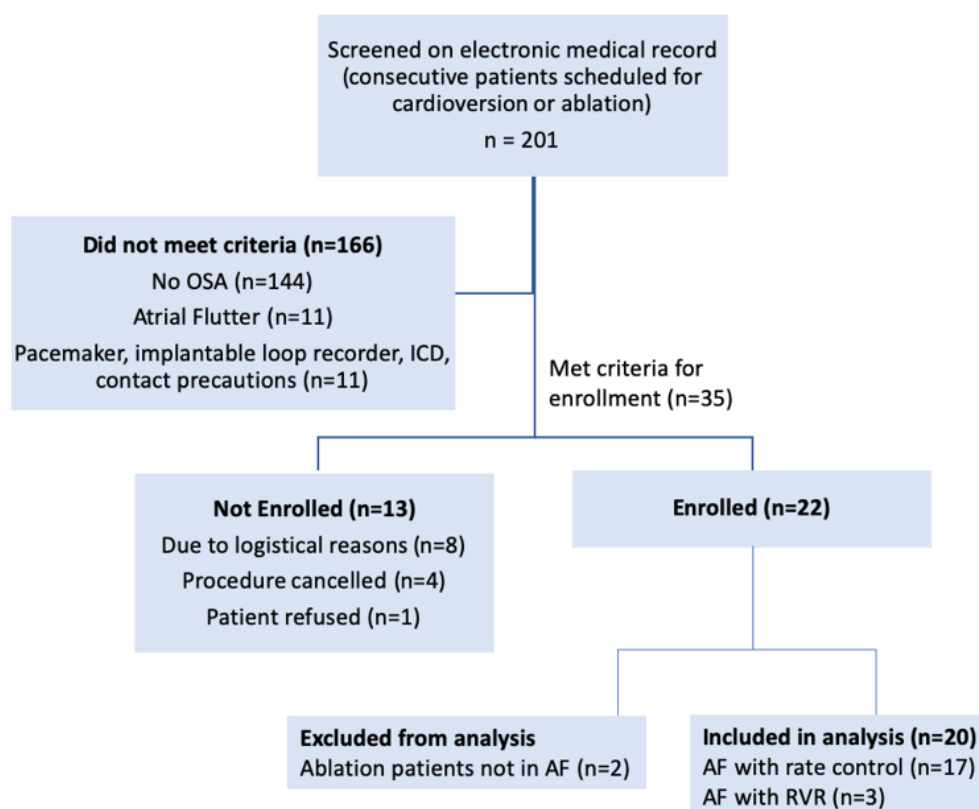 Screened on electronic medical record
(consecutive patients scheduled for
cardioversion or ablation)
n = 201
Did not meet criteria (n=166)
No OSA (n=144)
Atrial Flutter (n=11)
Pacemaker, implantable loop recorder, ICD,
contact precautions (n=11)
Met criteria for
enrollment (n=35)
Not Enrolled (n=13)
Due to logistical reasons (n=8)
Procedure cancelled (n=4)
Patient refused (n=1)
Enrolled (n=22)
Excluded from analysis
Ablation patients not in AF (n=2)
Included in analysis (n=20)
AF with rate control (n=17)
AF with RVR (n=3)